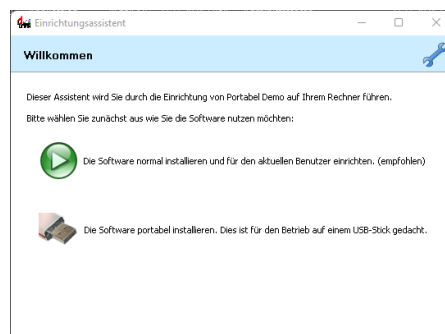 Einrichtungsassistent
Willkommen
Dieser Assistent wird Sie durch die Einrichtung von Portabel Demo auf Ihrem Rechner führen.
Bitte wählen Sie zunächst aus wie Sie die Software nutzen möchten:
Die Software normal installieren und für den aktuellen Benutzer einrichten. (empfohlen)
Die Software portabel installieren. Dies ist für den Betrieb auf einem USB-Stick gedacht.